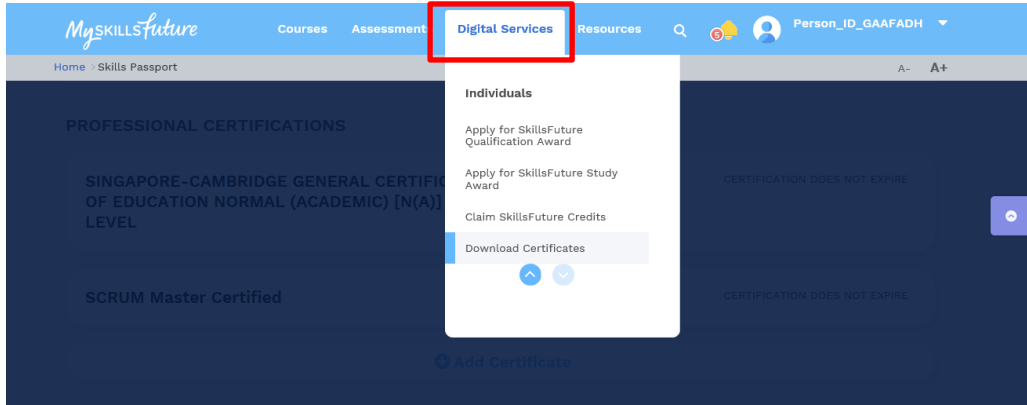 MySKILLSfuture
Courses
Assessment
Digital Services
Resources
5
Person_ID_GAAFADH
Home > Skills Passport
A-
A+
Individuals
Apply for SkillsFuture
Qualification Award
Apply for SkillsFuture Study
Award
Claim SkillsFuture Credits
Download Certificates
PROFESSIONAL CERTIFICATIONS
SINGAPORE-CAMBRIDGE GENERAL CERTIFIC
OF EDUCATION NORMAL (ACADEMIC) [N(A)]
LEVEL
CERTIFICATION DOES NOT EXPIRE
SCRUM Master Certified
CERTIFICATION DOES NOT EXPIRE
Add Certificate